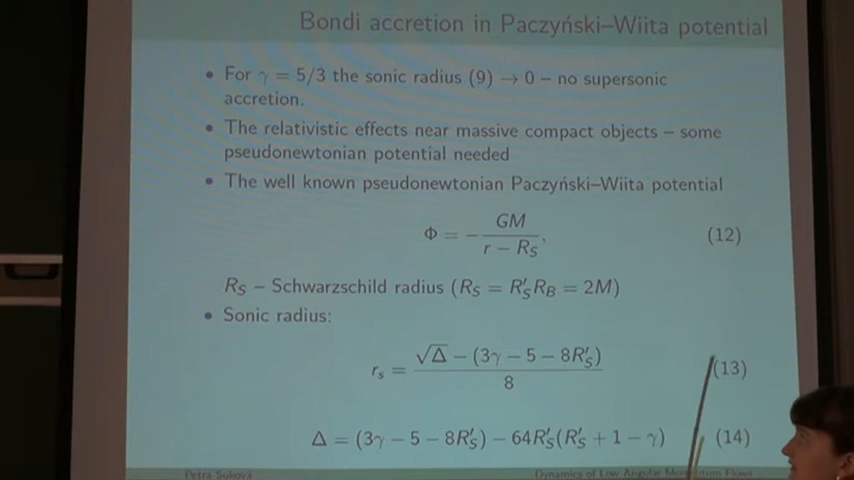 Bondi accretion in Paczyński–Wiita potential
• For γ = 5/3 the sonic radius (9) → 0 – no supersonic
accretion.
• The relativistic effects near massive compact objects – some
pseudonewtonian potential needed
• The well known pseudonewtonian Paczyński–Wiita potential
Φ = − GM / (r − R_S), (12)
R_S – Schwarzschild radius (R_S = R′_S R_B = 2M)
• Sonic radius:
r_s = (√Δ − (3γ − 5 − 8R′_S)) / 8 (13)
Δ = (3γ − 5 − 8R′_S) − 64R′_S(R′_S + 1 − γ) (14)
Petra Suková Dynamics of Low Angular Momentum Flows